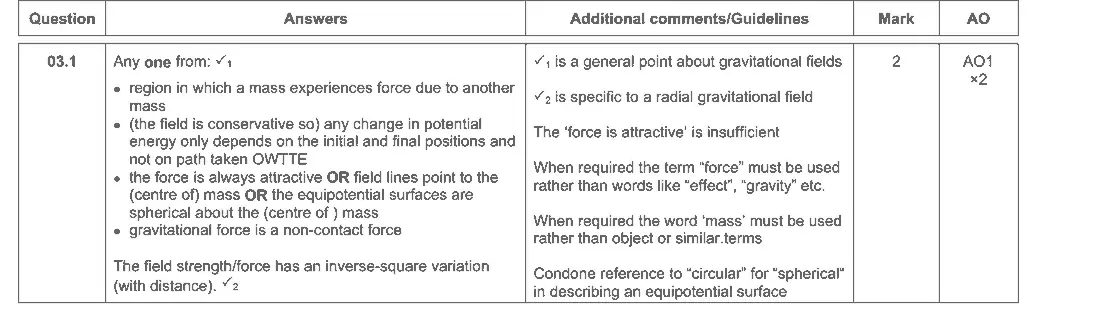 Question Answers Additional comments/Guidelines Mark AO
03.1 Any one from: ✓1
• region in which a mass experiences force due to another
mass
• (the field is conservative so) any change in potential
energy only depends on the initial and final positions and
not on path taken OWTTE
• the force is always attractive OR field lines point to the
(centre of) mass OR the equipotential surfaces are
spherical about the (centre of ) mass
• gravitational force is a non-contact force
The field strength/force has an inverse-square variation
(with distance). ✓2
✓1 is a general point about gravitational fields
✓2 is specific to a radial gravitational field
The 'force is attractive' is insufficient
When required the term “force” must be used
rather than words like “effect”, “gravity” etc.
When required the word 'mass' must be used
rather than object or similar.terms
Condone reference to “circular” for “spherical”
in describing an equipotential surface
2
AO1
×2